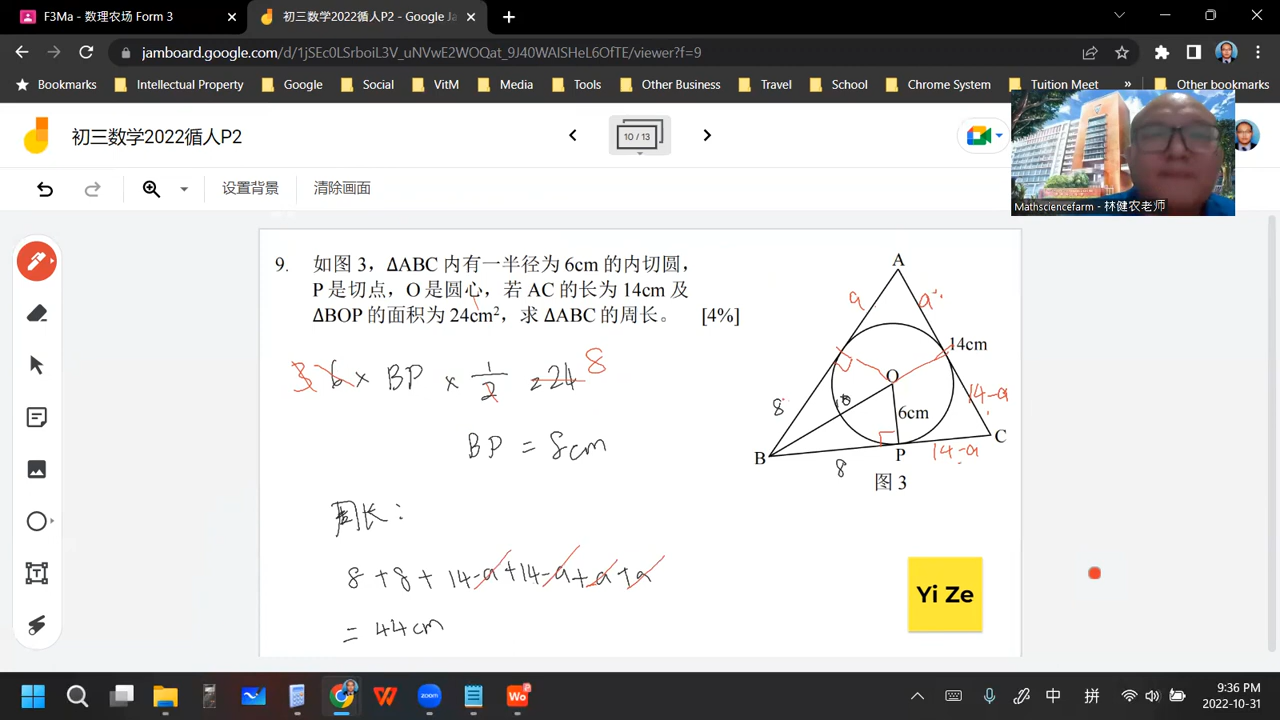 F3Ma - 数理农场 Form 3
初三数学2022循人P2 - Google Ja
jamboard.google.com/d/1jSEc0LSrboiL3V_uNVwE2WOQat_9J40WAlSHeL6OfTE/viewer?f=9
Bookmarks Intellectual Property Google Social VitM Media Tools Other Business Travel School Chrome System Tuition Meet » Other bookmarks
初三数学2022循人P2
10 / 13
设置背景 清除画面
Mathsciencefarm - 林健农老师
9. 如图 3，ΔABC 内有一半径为 6cm 的内切圆，
P 是切点，O 是圆心，若 AC 的长为 14cm 及
ΔBOP 的面积为 24cm²，求 ΔABC 的周长。 [4%]
3 6 × BP × 1/2 = 24 8
BP = 8cm
周长：
8 + 8 + 14-a + 14-a + a + a
= 44cm
A
a a
14cm
O
14-a
8 10
6cm
C
B P 14-a
8
图 3
Yi Ze
zoom
Wo
中 拼
9:36 PM
2022-10-31